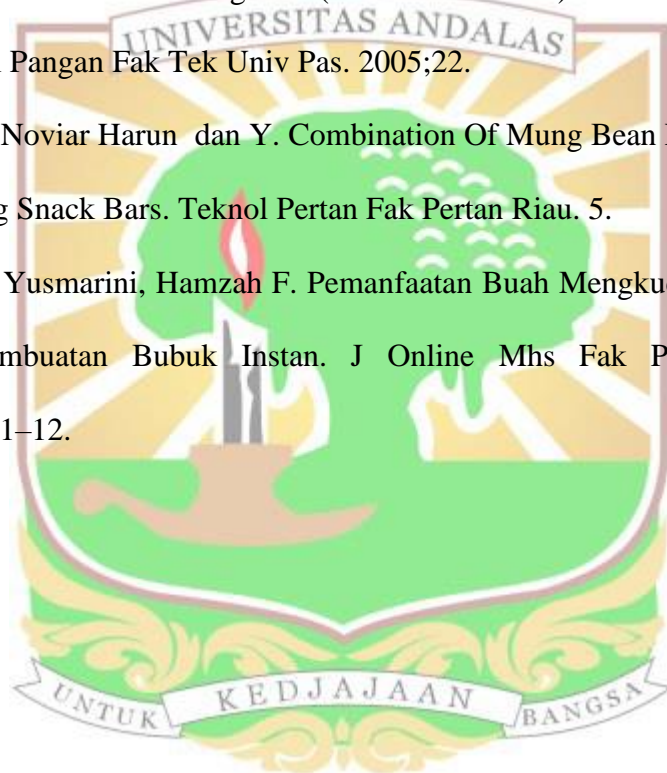 UNIVERSITAS ANDALAS
Pangan Fak Tek Univ Pas. 2005;22.
Noviar Harun dan Y. Combination Of Mung Bean
g Snack Bars. Teknol Pertan Fak Pertan Riau. 5.
Yusmarini, Hamzah F. Pemanfaatan Buah Mengkud
mbuatan Bubuk Instan. J Online Mhs Fak P
1–12.
UNTUK KEDJAJAAN BANGSA